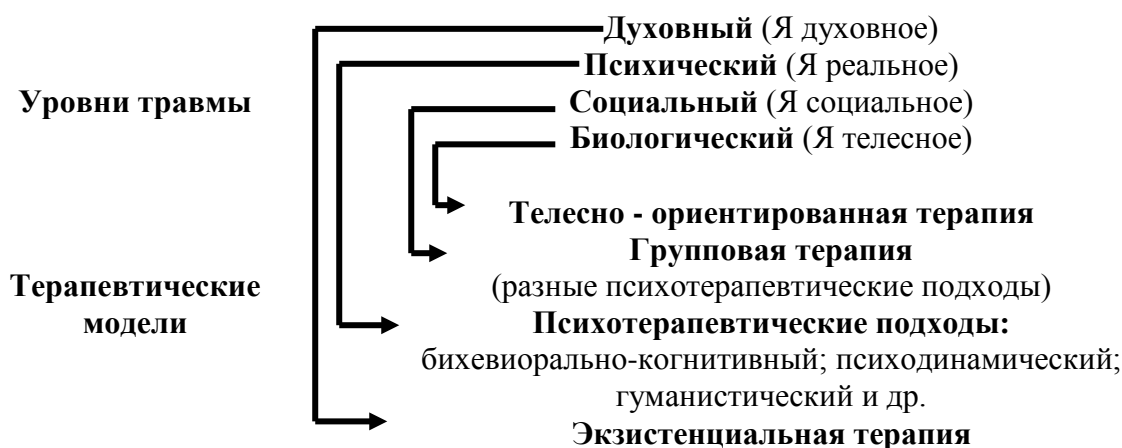 Духовный (Я духовное)
Психический (Я реальное)
Уровни травмы
Социальный (Я социальное)
Биологический (Я телесное)
Телесно - ориентированная терапия
Групповая терапия
Терапевтические
модели
(разные психотерапевтические подходы)
Психотерапевтические подходы:
бихевиорально-когнитивный; психодинамический;
гуманистический и др.
Экзистенциальная терапия